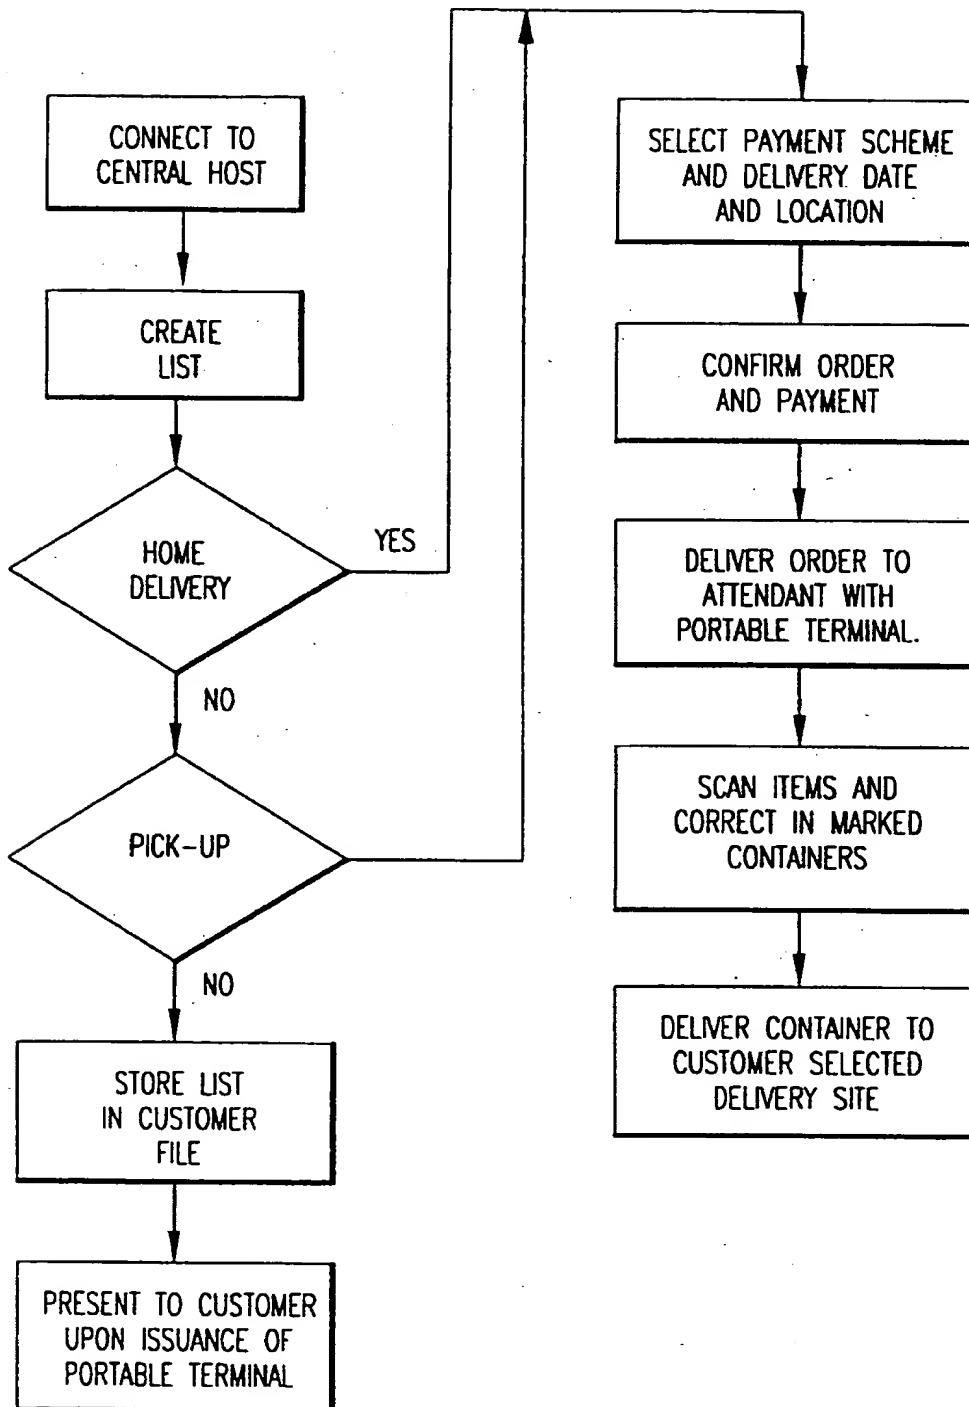 CONNECT TO
CENTRAL HOST
CREATE
LIST
HOME
DELIVERY
YES
NO
PICK-UP
NO
STORE LIST
IN CUSTOMER
FILE
PRESENT TO CUSTOMER
UPON ISSUANCE OF
PORTABLE TERMINAL
SELECT PAYMENT SCHEME
AND DELIVERY DATE
AND LOCATION
CONFIRM ORDER
AND PAYMENT
DELIVER ORDER TO
ATTENDANT WITH
PORTABLE TERMINAL.
SCAN ITEMS AND
CORRECT IN MARKED
CONTAINERS
DELIVER CONTAINER TO
CUSTOMER SELECTED
DELIVERY SITE